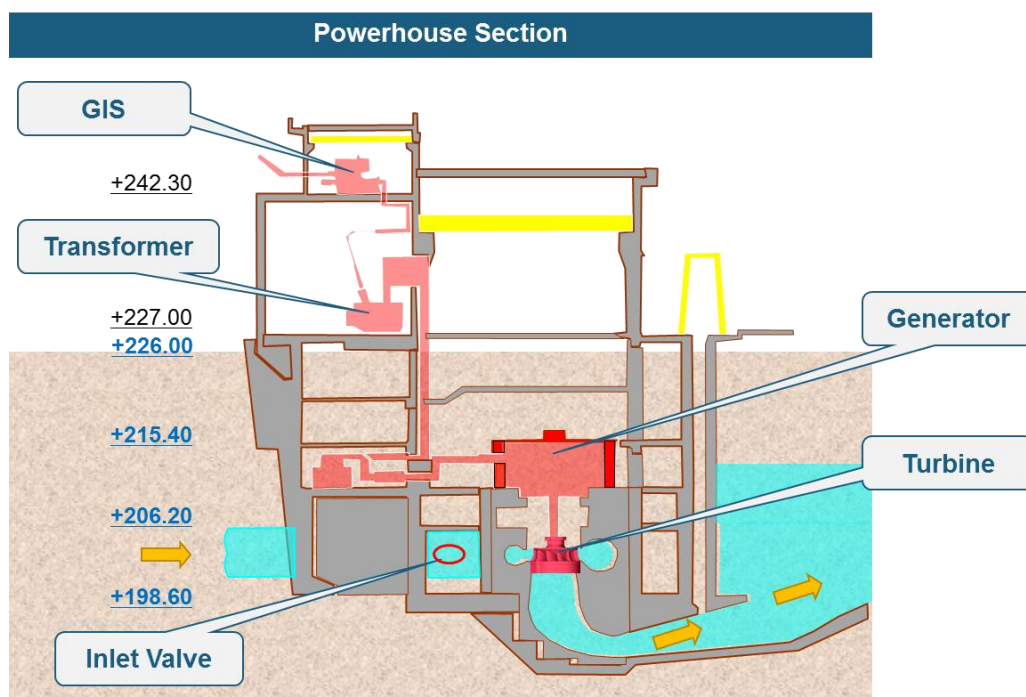 Powerhouse Section
GIS
+242.30
Transformer
+227.00
+226.00
Generator
+215.40
Turbine
+206.20
+198.60
Inlet Valve